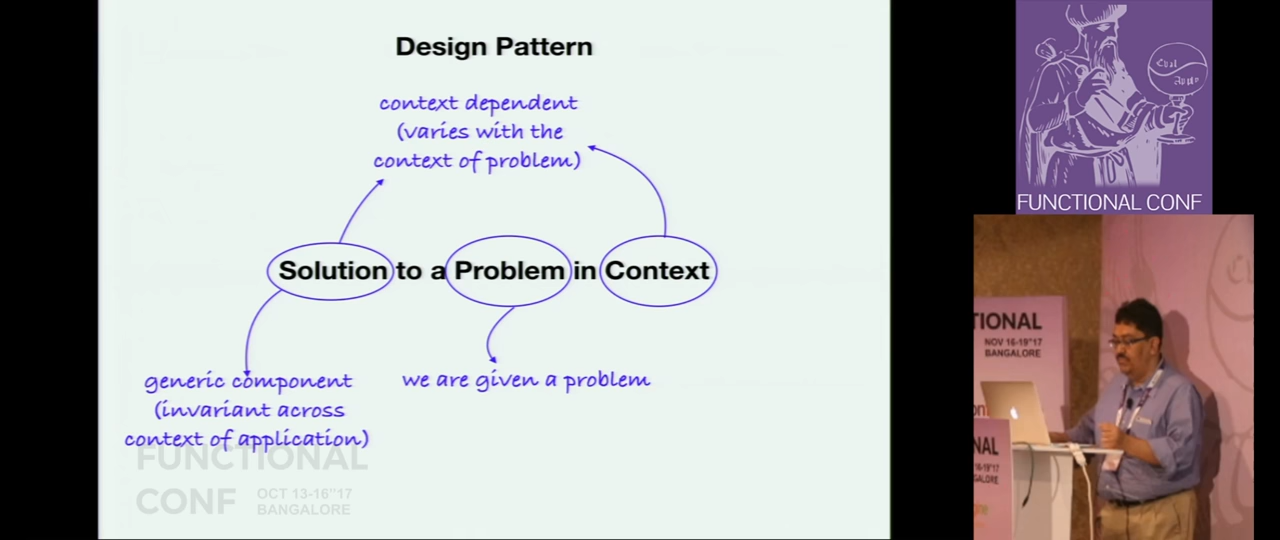 Design Pattern
context dependent
(varies with the
context of problem)
Solution to a Problem in Context
generic component
(invariant across
context of application)
we are given a problem
FUNCTIONAL
CONF
OCT 13-16"17
BANGALORE
FUNCTIONAL CONF
TIONAL
NOV 16-19"17
BANGALORE
NAL